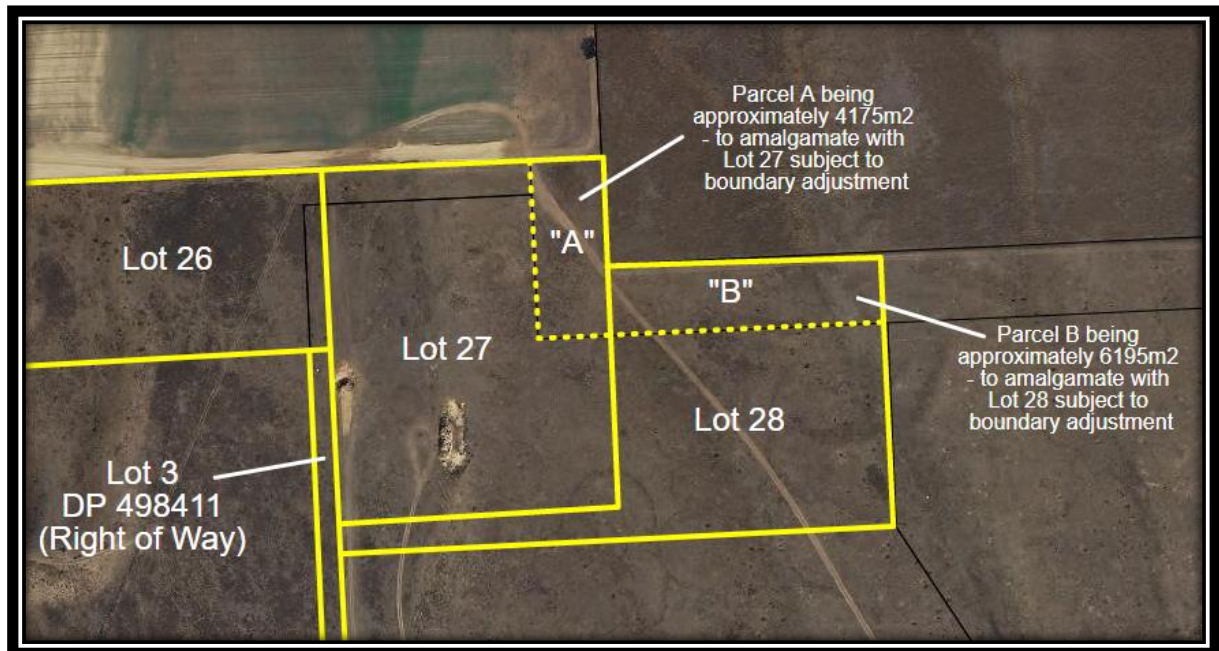 Parcel A being
approximately 4175m2
- to amalgamate with
Lot 27 subject to
boundary adjustment
Lot 26
"A"
"B"
Lot 27
Parcel B being
approximately 6195m2
- to amalgamate with
Lot 28 subject to
boundary adjustment
Lot 28
Lot 3
DP 498411
(Right of Way)